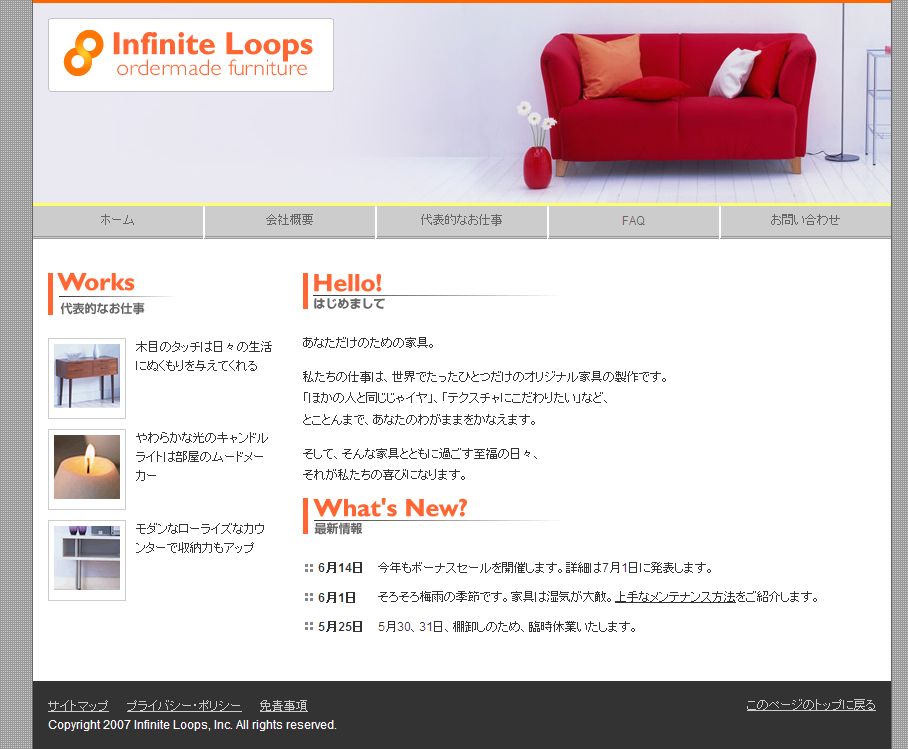 Infinite Loops
ordermade furniture
ホーム
会社概要
代表的なお仕事
FAQ
お問い合わせ
Works
代表的なお仕事
木目のタッチは日々の生活
にぬくもりを与えてくれる
やわらかな光のキャンドル
ライトは部屋のムードメー
カー
モダンなローライズなカウ
ンターで収納力もアップ
Hello!
はじめまして
あなただけのための家具。
私たちの仕事は、世界でたったひとつだけのオリジナル家具の製作です。
「ほかの人と同じじゃイヤ」、「テクスチャにこだわりたい」など、
とことんまで、あなたのわがままをかなえます。
そして、そんな家具とともに過ごす至福の日々、
それが私たちの喜びになります。
What's New?
最新情報
6月14日 今年もボーナスセールを開催します。詳細は7月1日に発表します。
6月1日 そろそろ梅雨の季節です。家具は湿気が大敵。上手なメンテナンス方法をご紹介します。
5月25日 5月30、31日、棚卸しのため、臨時休業いたします。
サイトマップ プライバシー・ポリシー 免責事項 このページのトップに戻る
Copyright 2007 Infinite Loops, Inc. All rights reserved.